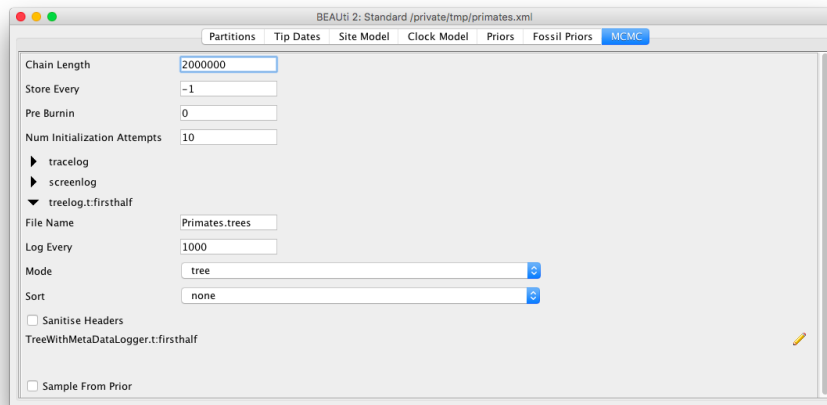 BEAUti 2: Standard /private/tmp/primates.xml
Partitions Tip Dates Site Model Clock Model Priors Fossil Priors MCMC
Chain Length 2000000
Store Every -1
Pre Burnin 0
Num Initialization Attempts 10
tracelog
screenlog
treelog.t:firsthalf
File Name Primates.trees
Log Every 1000
Mode tree
Sort none
Sanitise Headers
TreeWithMetaDataLogger.t:firsthalf
Sample From Prior